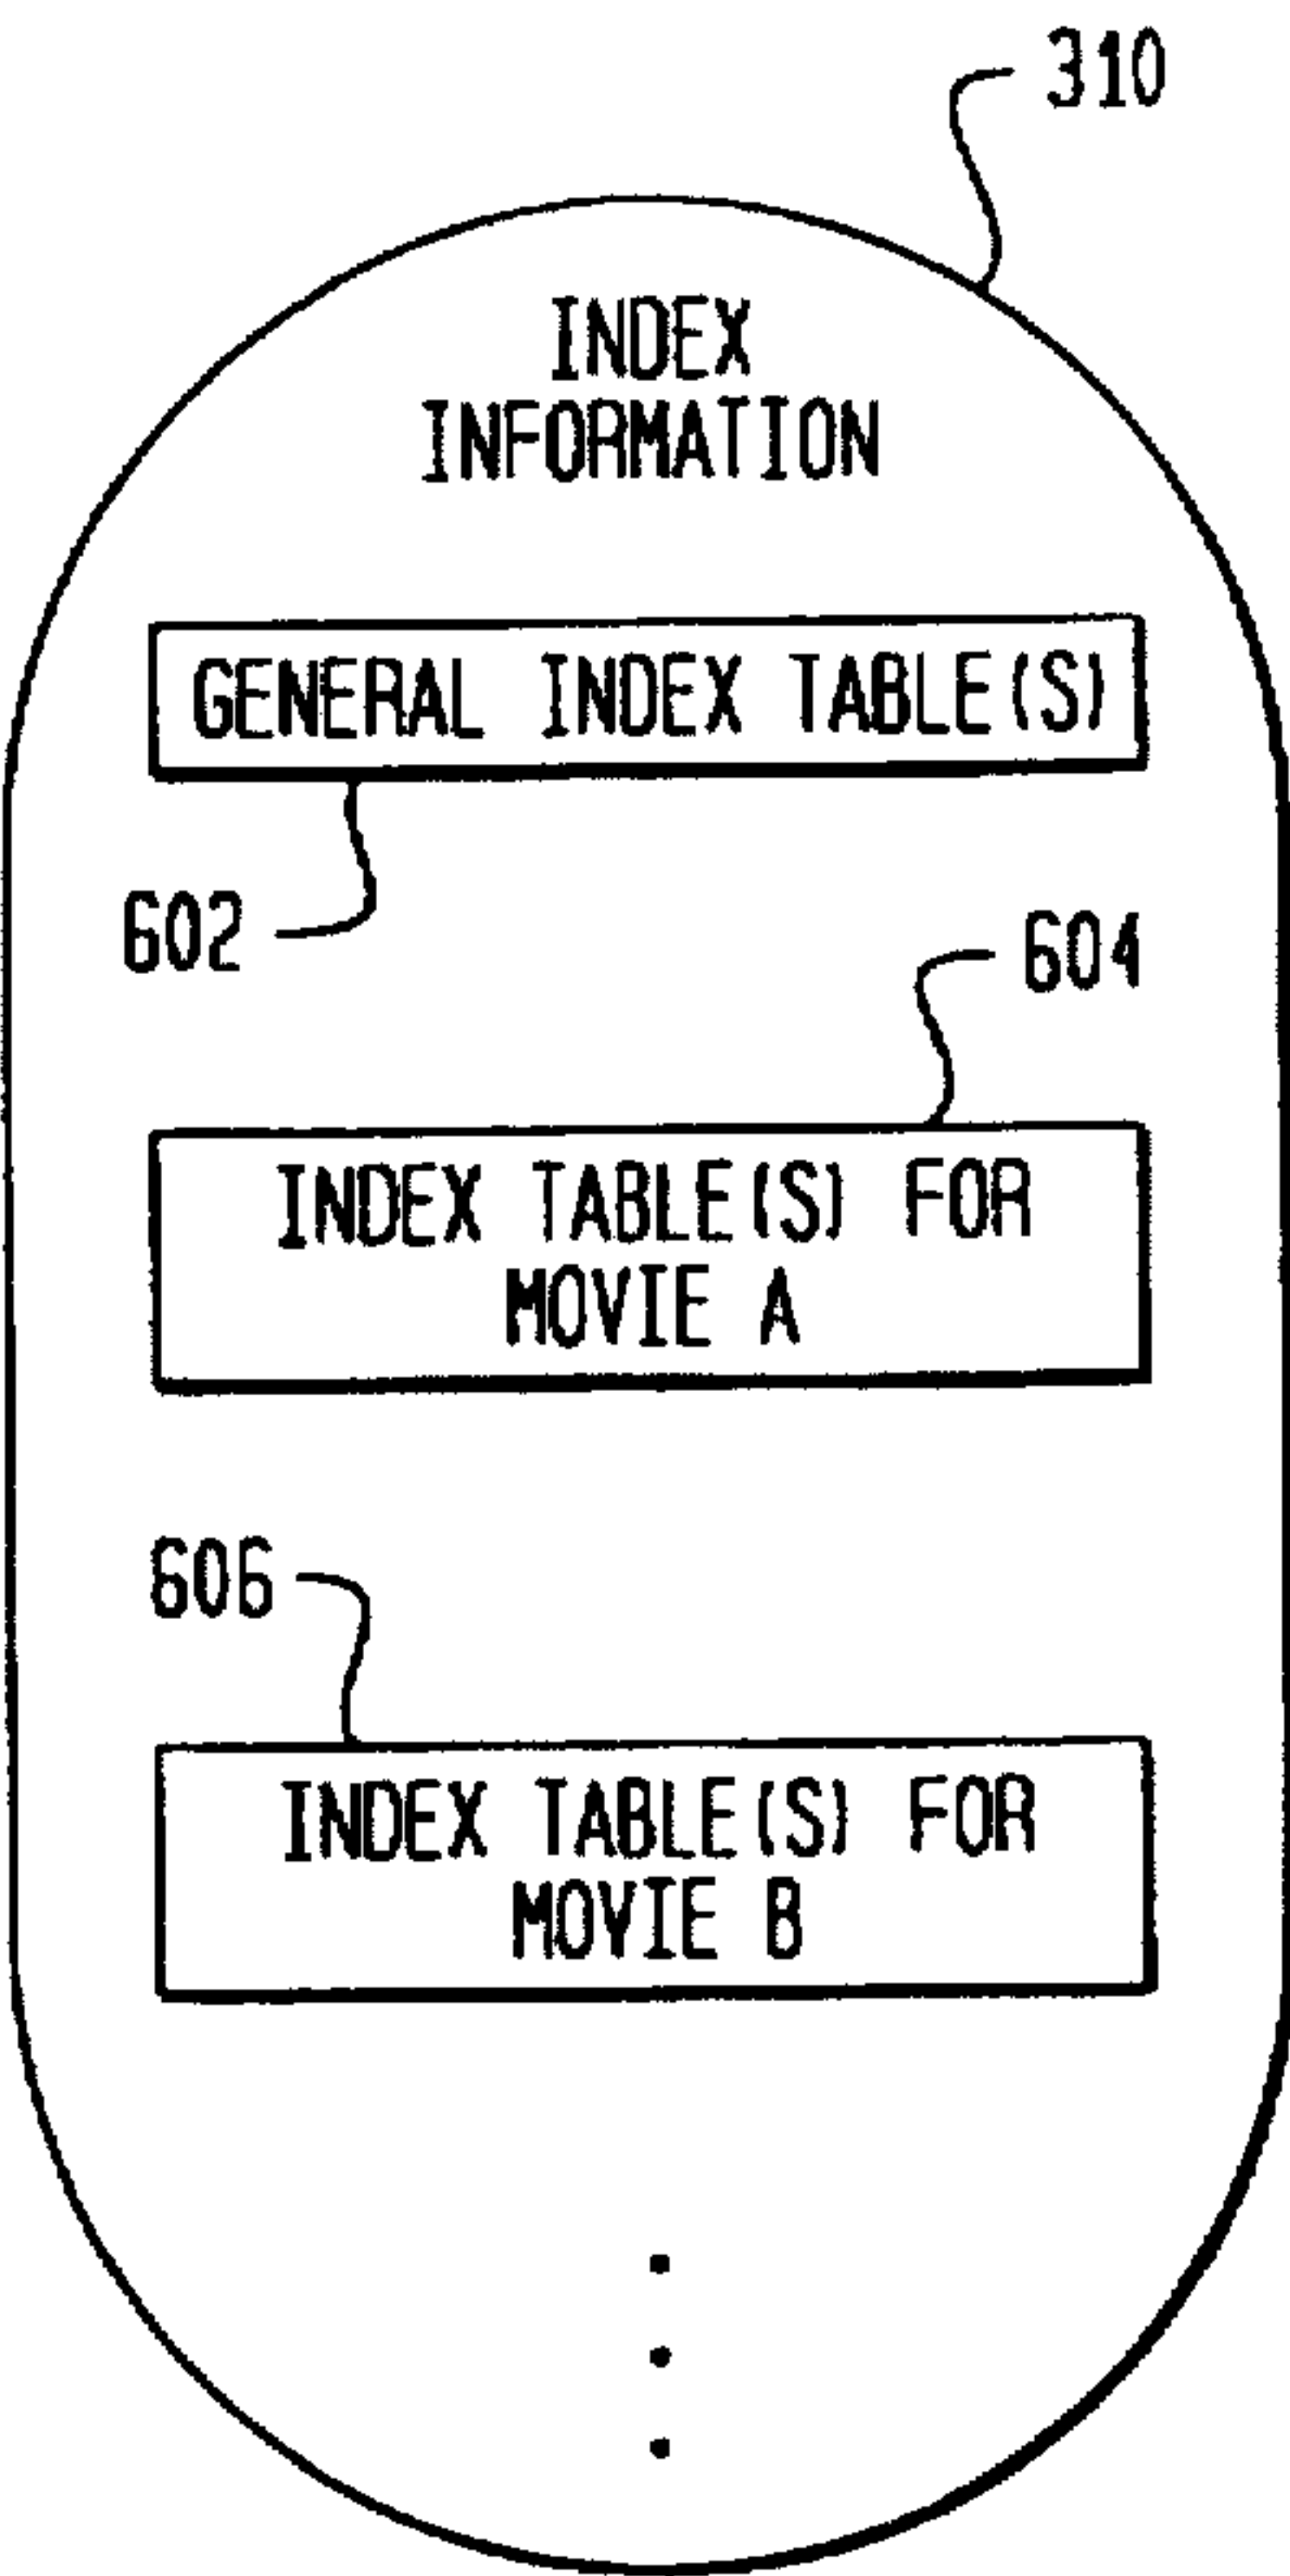 310
INDEX
INFORMATION
GENERAL INDEX TABLE(S)
602
604
INDEX TABLE(S) FOR
MOVIE A
606
INDEX TABLE(S) FOR
MOVIE B